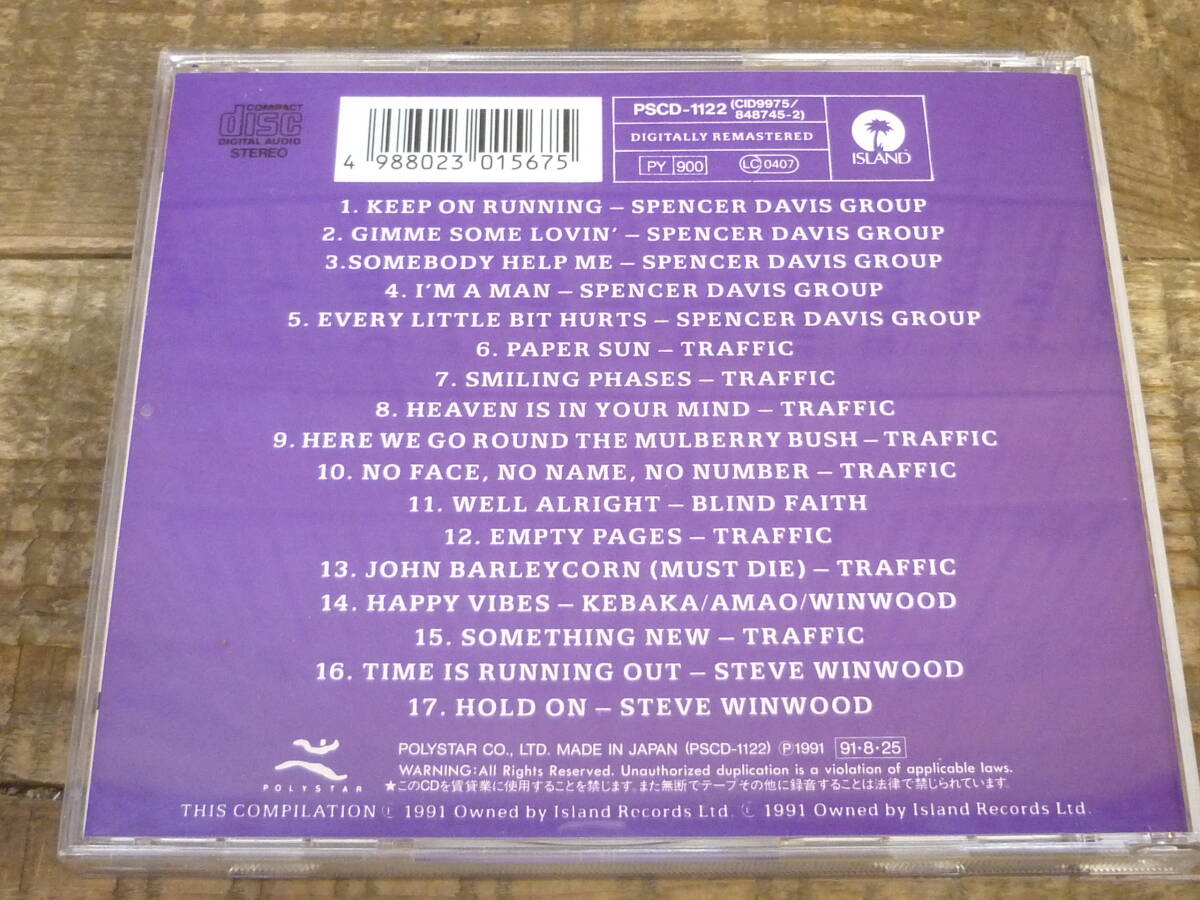 COMPACT
disc
DIGITAL AUDIO
STEREO
4 988023 015675
PSCD-1122 (CID9975/
848745-2)
DIGITALLY REMASTERED
PY 900 LC 0407
ISLAND
1. KEEP ON RUNNING – SPENCER DAVIS GROUP
2. GIMME SOME LOVIN' – SPENCER DAVIS GROUP
3.SOMEBODY HELP ME – SPENCER DAVIS GROUP
4. I'M A MAN – SPENCER DAVIS GROUP
5. EVERY LITTLE BIT HURTS – SPENCER DAVIS GROUP
6. PAPER SUN – TRAFFIC
7. SMILING PHASES – TRAFFIC
8. HEAVEN IS IN YOUR MIND – TRAFFIC
9. HERE WE GO ROUND THE MULBERRY BUSH – TRAFFIC
10. NO FACE, NO NAME, NO NUMBER – TRAFFIC
11. WELL ALRIGHT – BLIND FAITH
12. EMPTY PAGES – TRAFFIC
13. JOHN BARLEYCORN (MUST DIE) – TRAFFIC
14. HAPPY VIBES – KEBAKA/AMAO/WINWOOD
15. SOMETHING NEW – TRAFFIC
16. TIME IS RUNNING OUT – STEVE WINWOOD
17. HOLD ON – STEVE WINWOOD
POLYSTAR
POLYSTAR CO., LTD. MADE IN JAPAN (PSCD-1122) Ⓟ1991 91·8·25
WARNING:All Rights Reserved. Unauthorized duplication is a violation of applicable laws.
★このCDを賃貸業に使用することを禁じます。また無断でテープその他に録音することは法律で禁じられています。
THIS COMPILATION Ⓟ 1991 Owned by Island Records Ltd. Ⓒ 1991 Owned by Island Records Ltd.